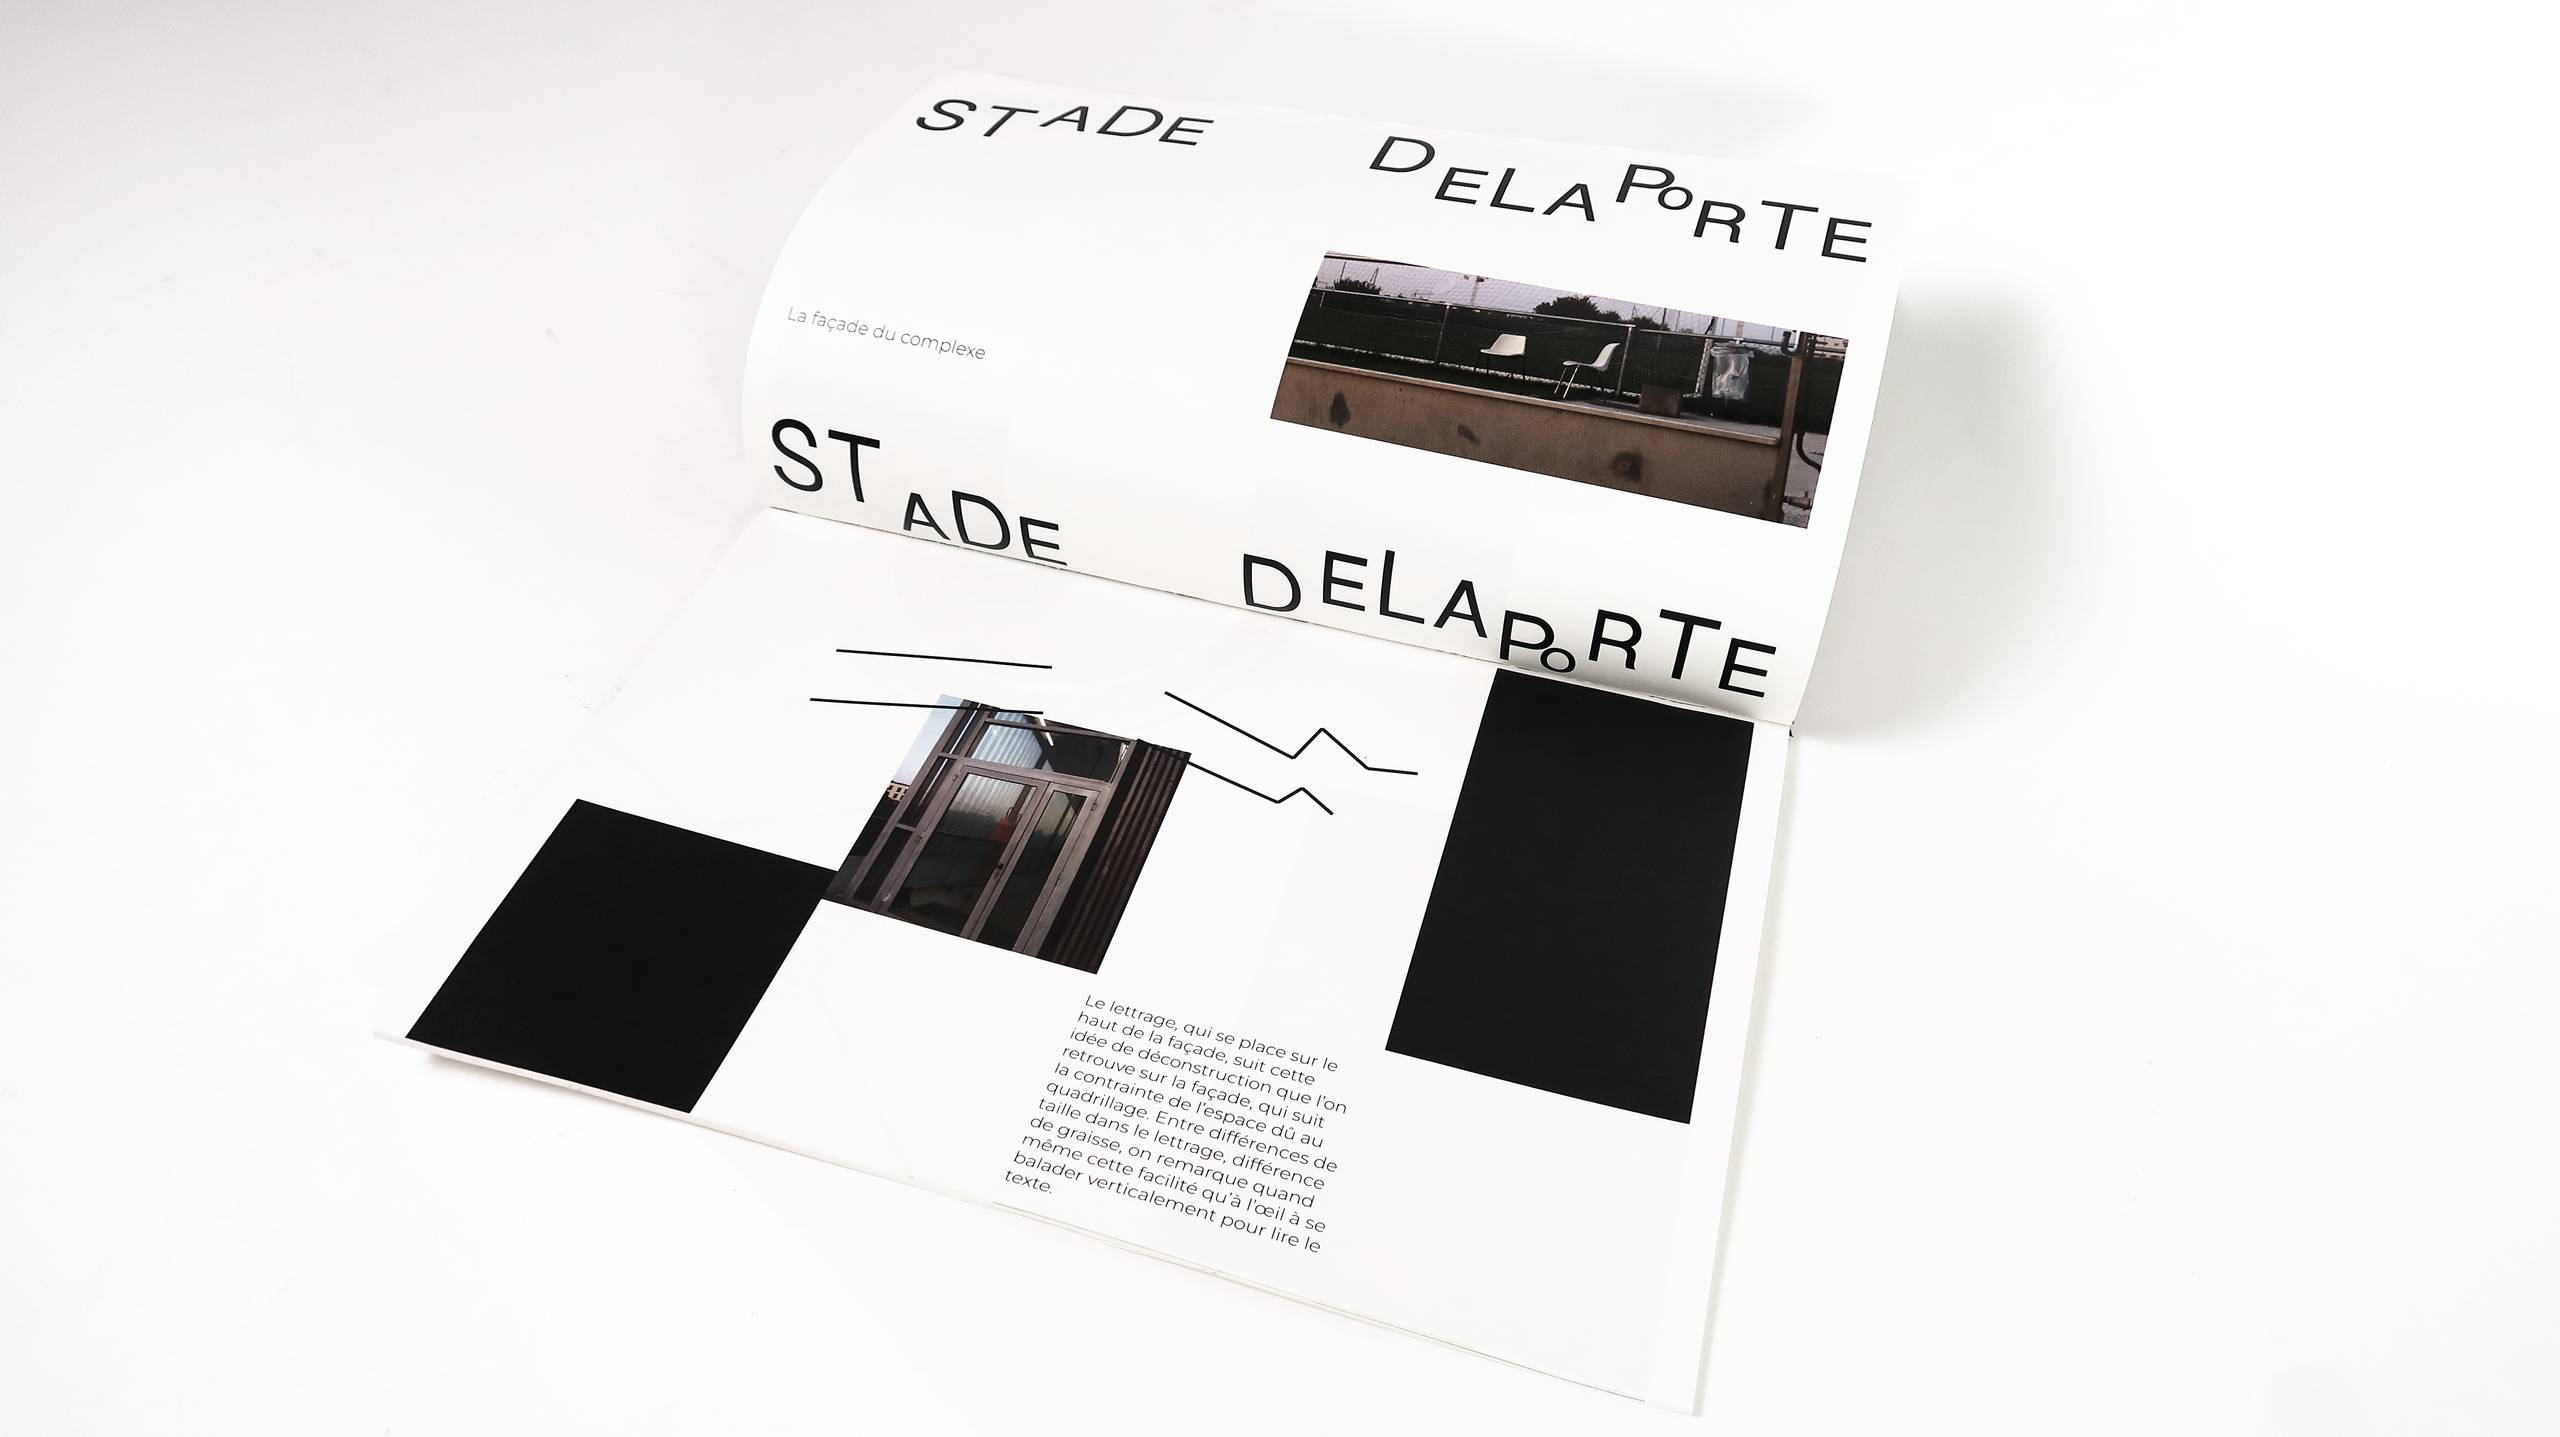 STADE DELAPORTE
La façade du complexe
STADE DELAPORTE
Le lettrage, qui se place sur le
haut de la façade, suit cette
idée de déconstruction que l'on
retrouve sur la façade, qui suit
la contrainte de l'espace dû au
quadrillage. Entre différences de
taille dans le lettrage, différence
de graisse, on remarque quand
même cette facilité qu'à l'œil à se
balader verticalement pour lire le
texte.